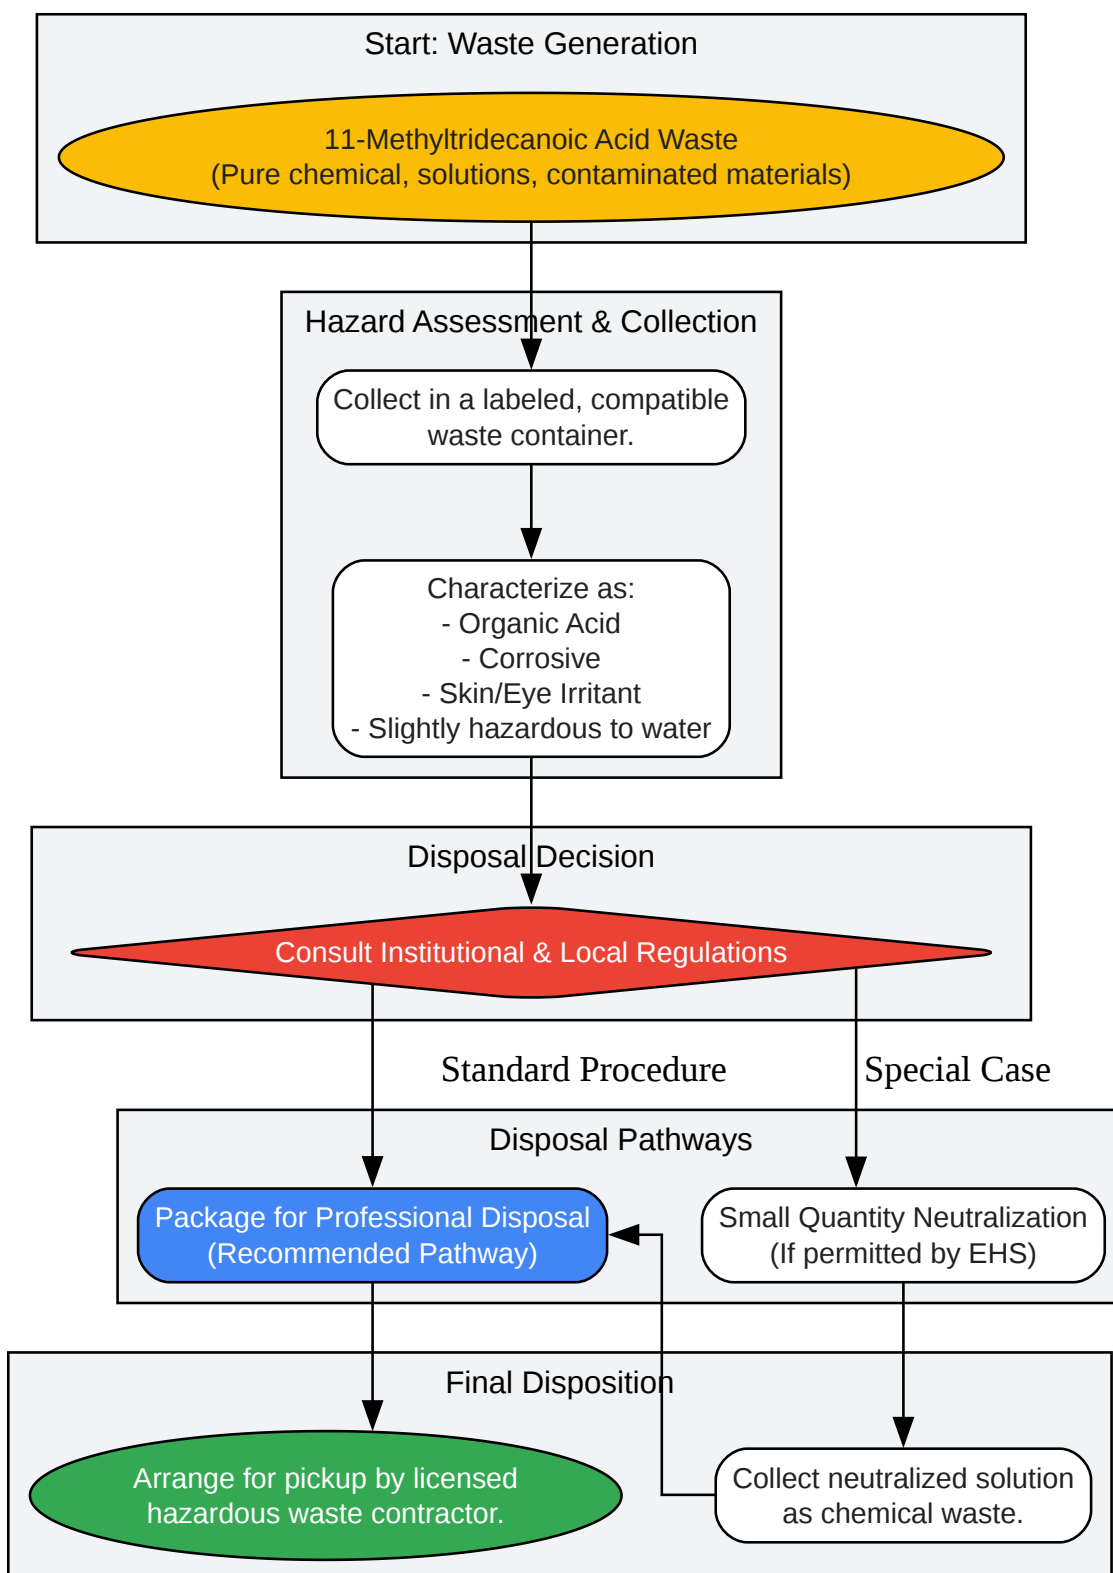 Start: Waste Generation
11-Methyltridecanoic Acid Waste
(Pure chemical, solutions, contaminated materials)
Hazard Assessment & Collection
Collect in a labeled, compatible
waste container.
Characterize as:
- Organic Acid
- Corrosive
- Skin/Eye Irritant
- Slightly hazardous to water
Disposal Decision
Consult Institutional & Local Regulations
Standard Procedure
Special Case
Disposal Pathways
Package for Professional Disposal
(Recommended Pathway)
Small Quantity Neutralization
(If permitted by EHS)
Final Disposition
Arrange for pickup by licensed
hazardous waste contractor.
Collect neutralized solution
as chemical waste.